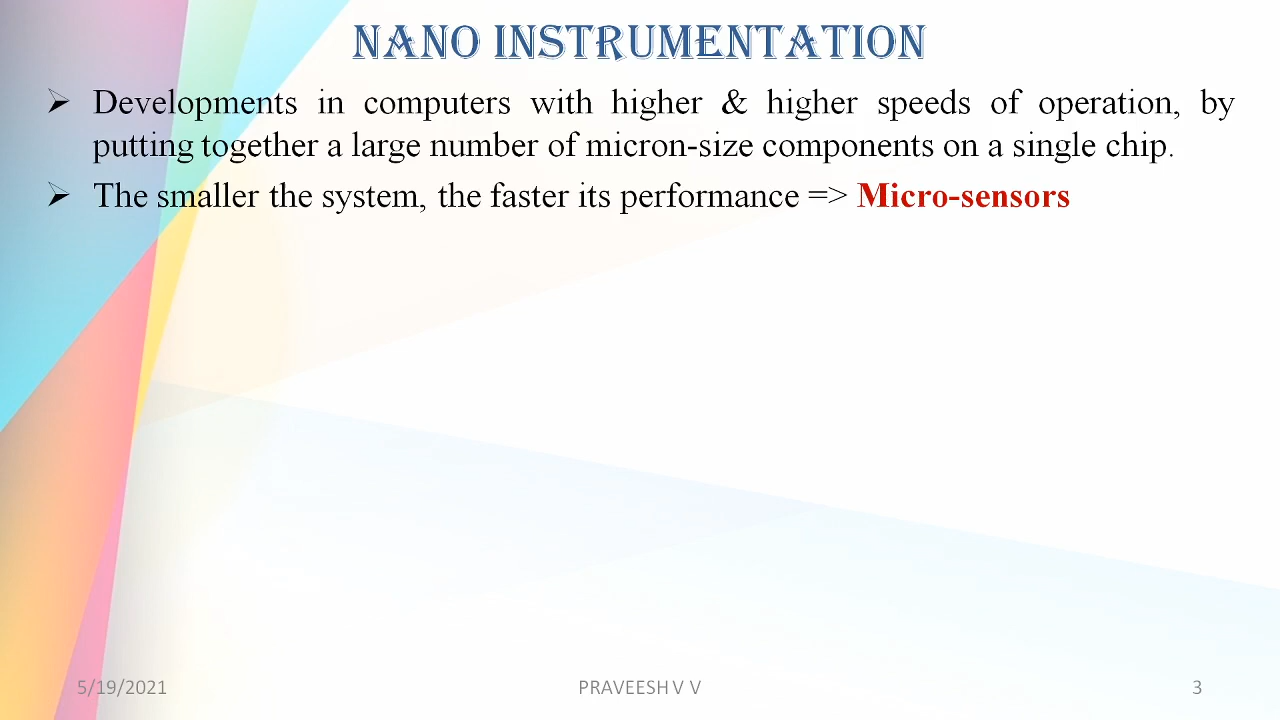 NANO INSTRUMENTATION
➢ Developments in computers with higher & higher speeds of operation, by
putting together a large number of micron-size components on a single chip.
➢ The smaller the system, the faster its performance => Micro-sensors
5/19/2021 PRAVEESH V V 3